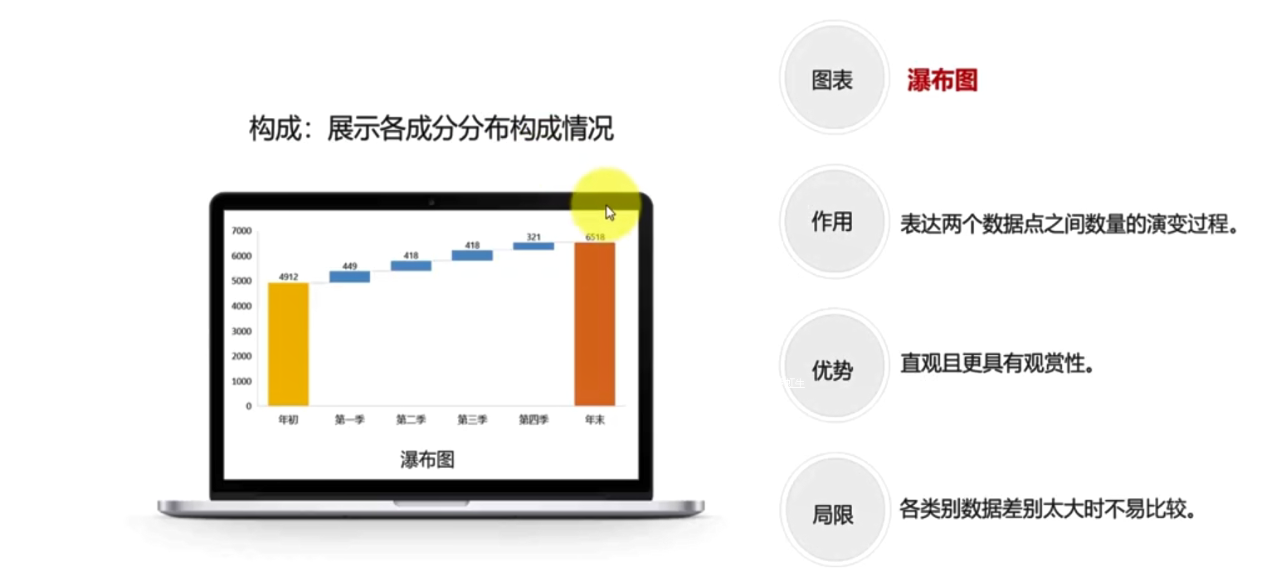 构成：展示各成分分布构成情况
7000
6000
5000
4000
3000
2000
1000
0
4912
449
418
418
321
6518
年初 第一季 第二季 第三季 第四季 年末
瀑布图
图表 瀑布图
作用 表达两个数据点之间数量的演变过程。
优势 直观且更具有观赏性。
局限 各类别数据差别太大时不易比较。